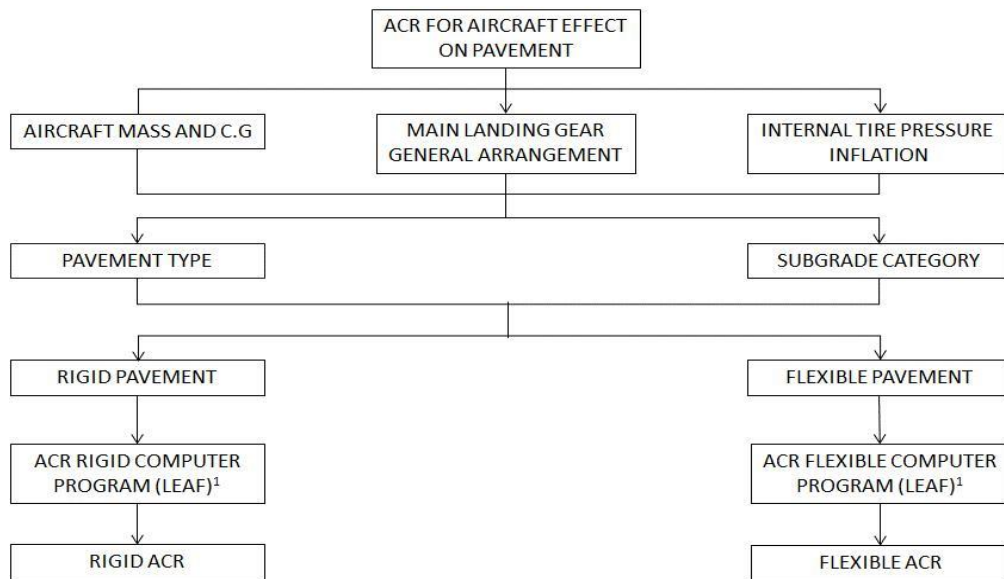 ACR FOR AIRCRAFT EFFECT
ON PAVEMENT
AIRCRAFT MASS AND C.G
MAIN LANDING GEAR
GENERAL ARRANGEMENT
INTERNAL TIRE PRESSURE
INFLATION
PAVEMENT TYPE
SUBGRADE CATEGORY
RIGID PAVEMENT
FLEXIBLE PAVEMENT
ACR RIGID COMPUTER
PROGRAM (LEAF)¹
ACR FLEXIBLE COMPUTER
PROGRAM (LEAF)¹
RIGID ACR
FLEXIBLE ACR